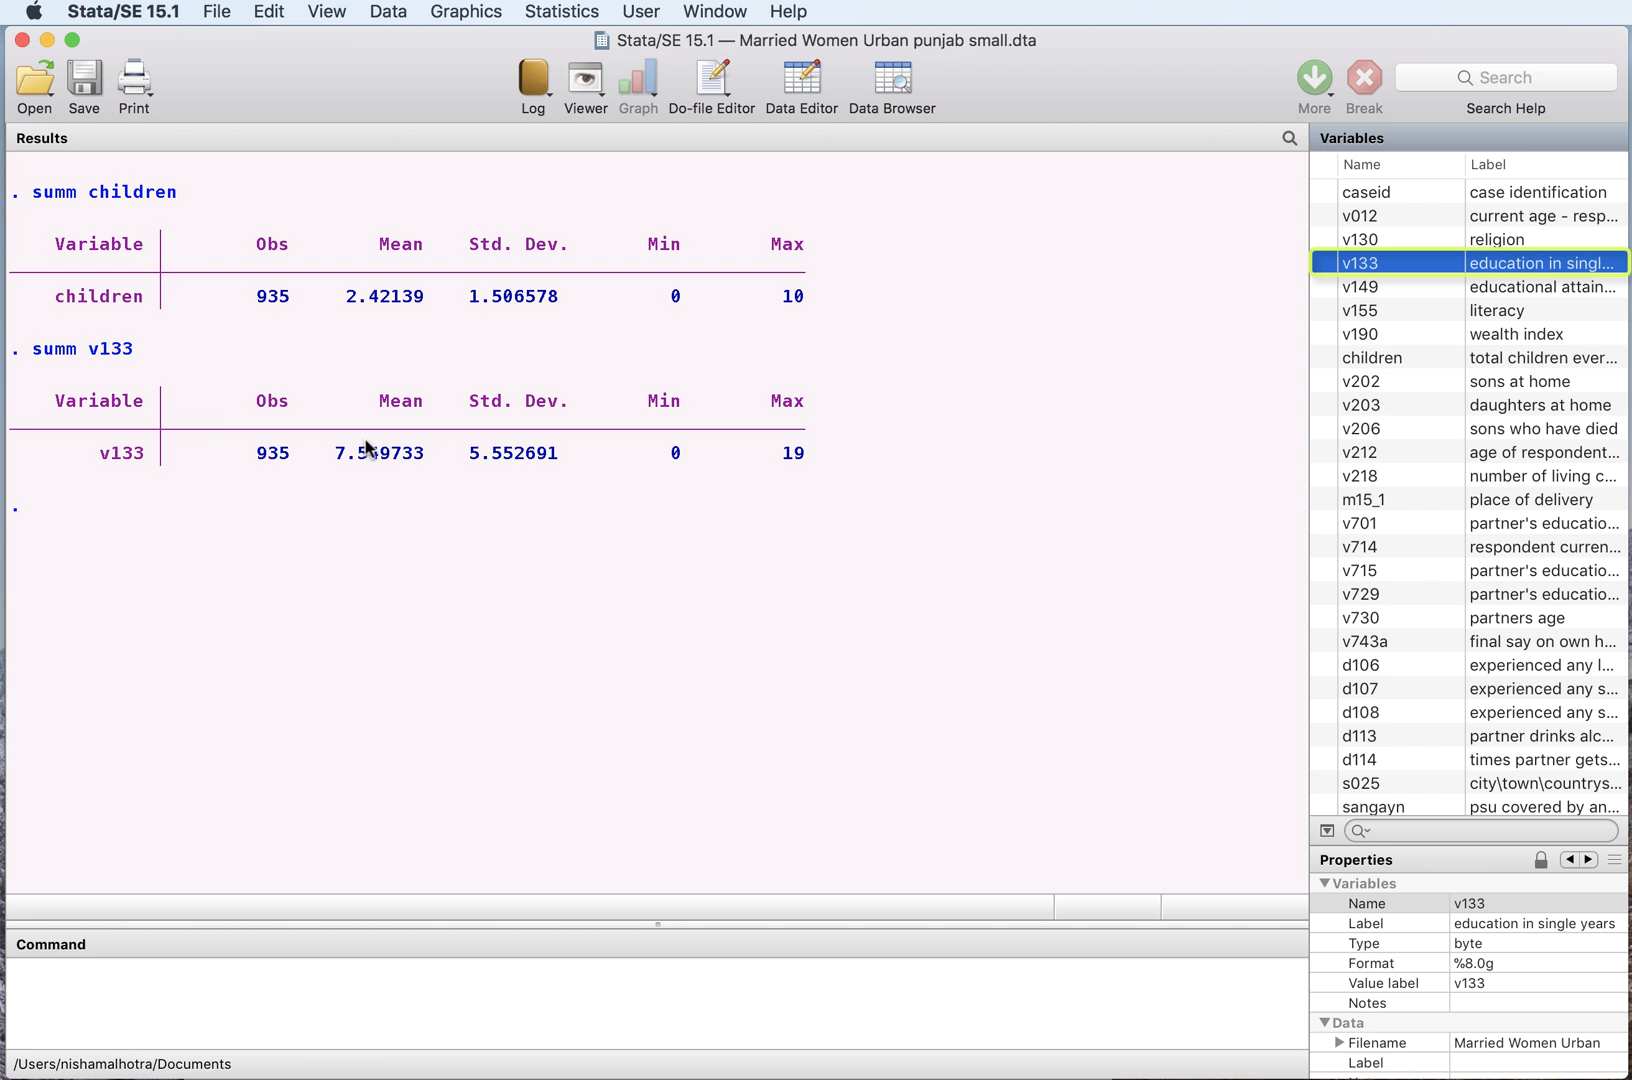 Stata/SE 15.1 File Edit View Data Graphics Statistics User Window Help
Stata/SE 15.1 — Married Women Urban punjab small.dta
Open Save Print Log Viewer Graph Do-file Editor Data Editor Data Browser More Break Search
Search Help
Results
. summ children
Variable Obs Mean Std. Dev. Min Max
children 935 2.42139 1.506578 0 10
. summ v133
Variable Obs Mean Std. Dev. Min Max
v133 935 5.552691 0 19
.
Command
/Users/nishamalhotra/Documents
Variables
Name Label
caseid case identification
v012 current age - resp...
v130 religion
v133 education in singl...
v149 educational attain...
v155 literacy
v190 wealth index
children total children ever...
v202 sons at home
v203 daughters at home
v206 sons who have died
v212 age of respondent...
v218 number of living c...
m15_1 place of delivery
v701 partner's educatio...
v714 respondent curren...
v715 partner's educatio...
v729 partner's educatio...
v730 partners age
v743a final say on own h...
d106 experienced any l...
d107 experienced any s...
d108 experienced any s...
d113 partner drinks alc...
d114 times partner gets...
s025 city\town\countrys...
sangayn psu covered by an...
Properties
Variables
Name v133
Label education in single years
Type byte
Format %8.0g
Value label v133
Notes
Data
Filename Married Women Urban
Label